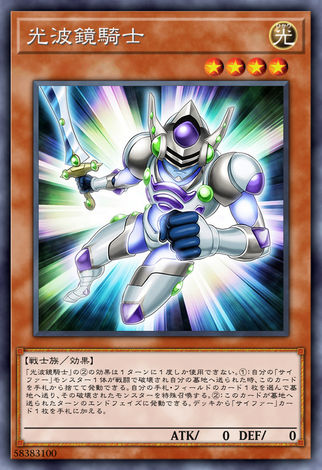 光波鏡騎士
光
【戦士族／効果】
「光波鏡騎士」の②の効果は1ターンに1度しか使用できない。①:自分の「サイ
ファー」モンスター1体が戦闘で破壊され自分の墓地へ送られた時、このカード
を手札から捨てて発動できる。自分の手札・フィールドのカード1枚を選んで墓地
へ送り、その破壊されたモンスターを特殊召喚する。②:このカードが墓地へ
送られたターンのエンドフェイズに発動できる。デッキから「サイファー」カー
ド1枚を手札に加える。
ATK/ 0 DEF/ 0
58383100